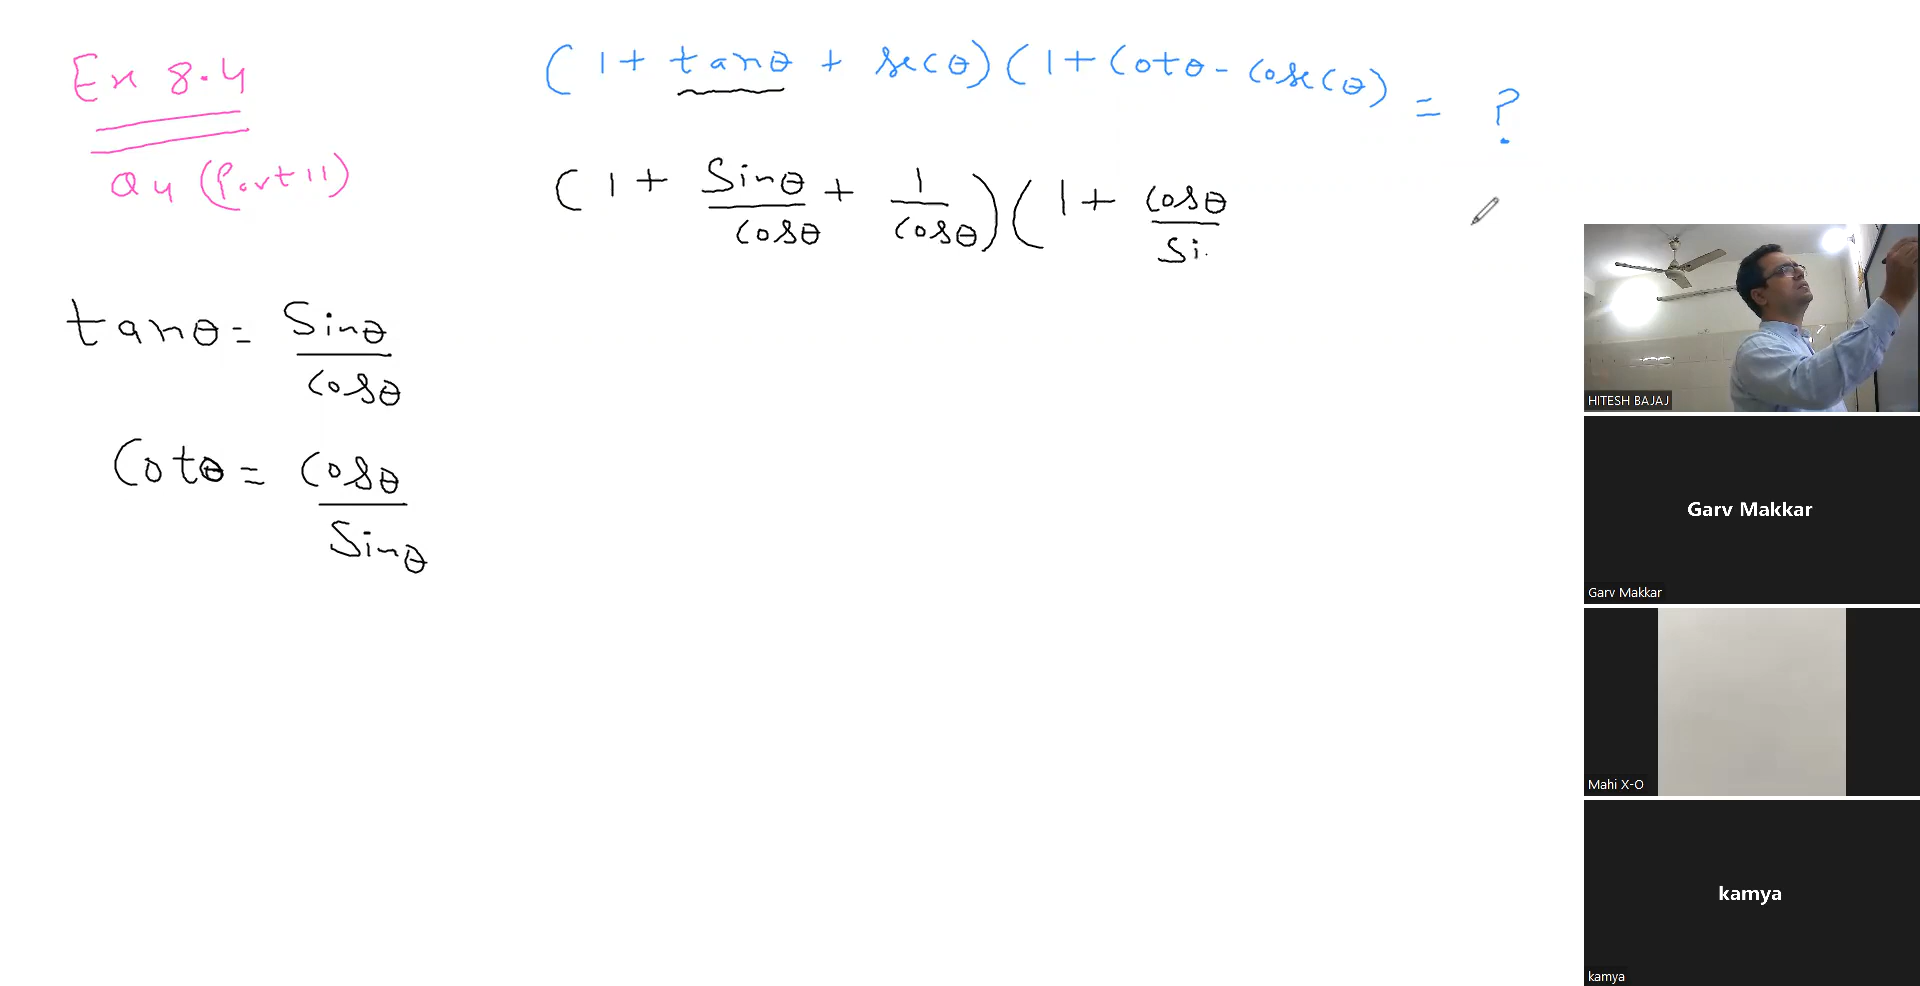 Ex 8.4
Q4 (Part 11)
(1 + tanθ + secθ)(1 + Cotθ - cosecθ) = ?
(1 + Sinθ/cosθ + 1/cosθ)(1 + cosθ/Si
tanθ = Sinθ/cosθ
Cotθ = cosθ/Sinθ
HITESH BAJAJ
Garv Makkar
Garv Makkar
Mahi X-O
kamya
kamya